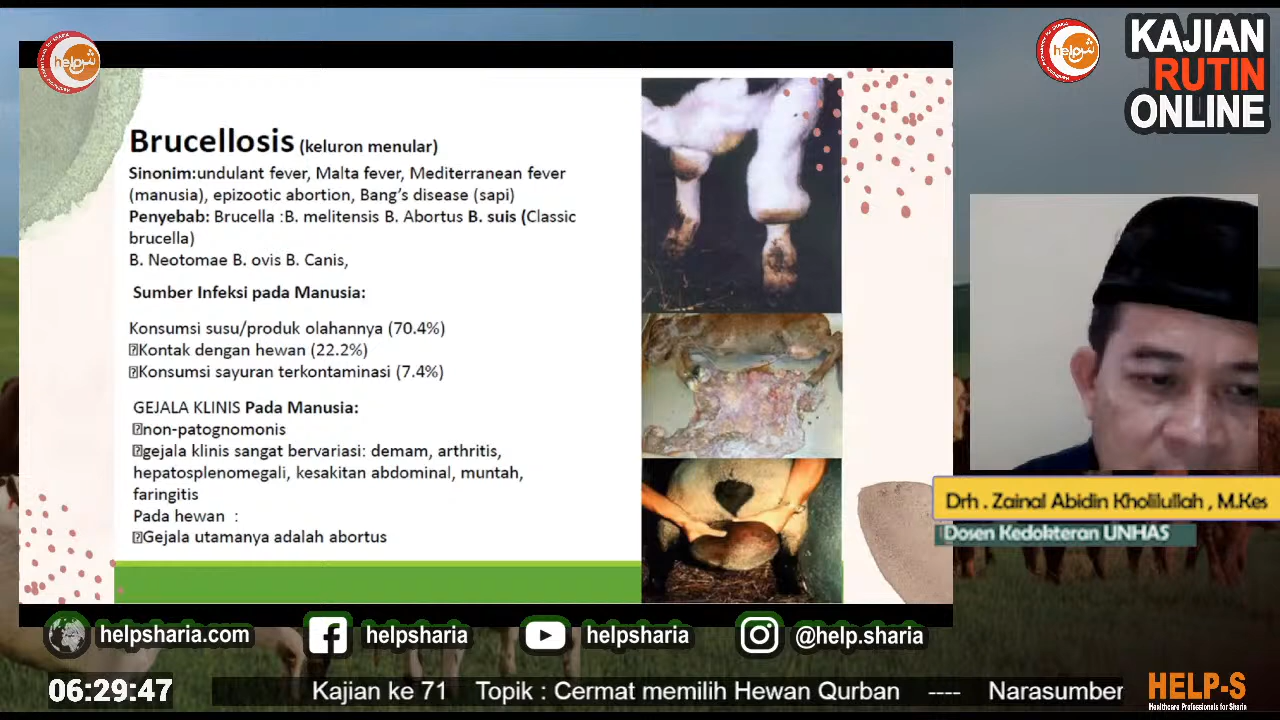 KAJIAN
RUTIN
ONLINE
Brucellosis (keluron menular)
Sinonim:undulant fever, Malta fever, Mediterranean fever
(manusia), epizootic abortion, Bang's disease (sapi)
Penyebab: Brucella :B. melitensis B. Abortus B. suis (Classic
brucella)
B. Neotomae B. ovis B. Canis,
Sumber Infeksi pada Manusia:
Konsumsi susu/produk olahannya (70.4%)
Kontak dengan hewan (22.2%)
Konsumsi sayuran terkontaminasi (7.4%)
GEJALA KLINIS Pada Manusia:
non-patognomonis
gejala klinis sangat bervariasi: demam, arthritis,
hepatosplenomegali, kesakitan abdominal, muntah,
faringitis
Pada hewan :
Gejala utamanya adalah abortus
Drh . Zainal Abidin Kholilullah , M.Kes
Dosen Kedokteran UNHAS
helpsharia.com
helpsharia
helpsharia
@help.sharia
06:29:47
Kajian ke 71 Topik : Cermat memilih Hewan Qurban ---- Narasumber
HELP-S
Healthcare Professionals for Sharia